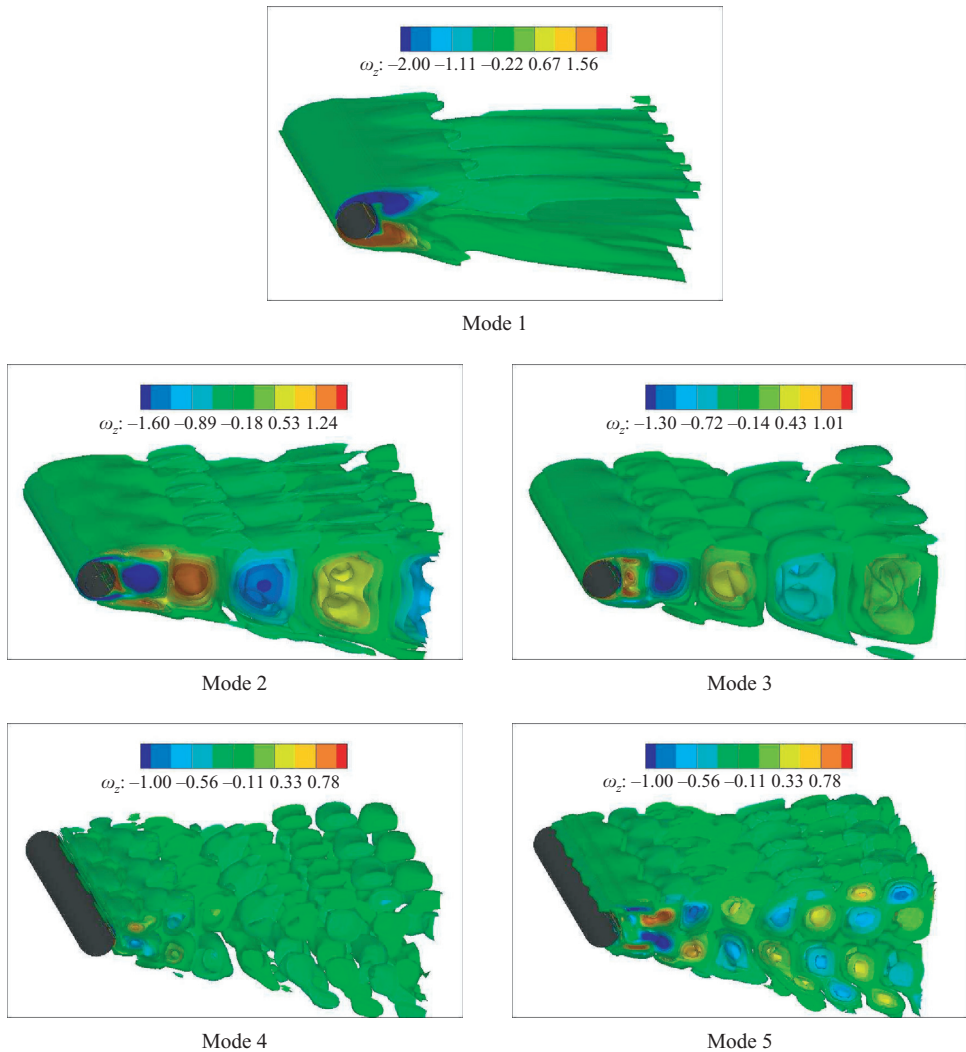 ωz: –2.00 –1.11 –0.22 0.67 1.56
Mode 1
ωz: –1.60 –0.89 –0.18 0.53 1.24
ωz: –1.30 –0.72 –0.14 0.43 1.01
Mode 2
Mode 3
ωz: –1.00 –0.56 –0.11 0.33 0.78
ωz: –1.00 –0.56 –0.11 0.33 0.78
Mode 4
Mode 5